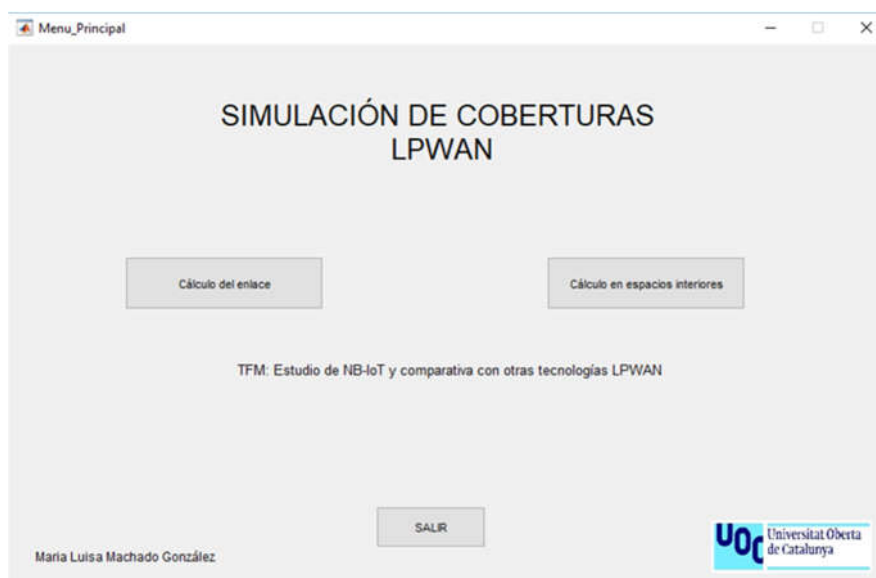 Menu_Principal
SIMULACIÓN DE COBERTURAS
LPWAN
Cálculo del enlace
Cálculo en espacios interiores
TFM: Estudio de NB-IoT y comparativa con otras tecnologías LPWAN
SALIR
Maria Luisa Machado González
UOC
Universitat Oberta
de Catalunya